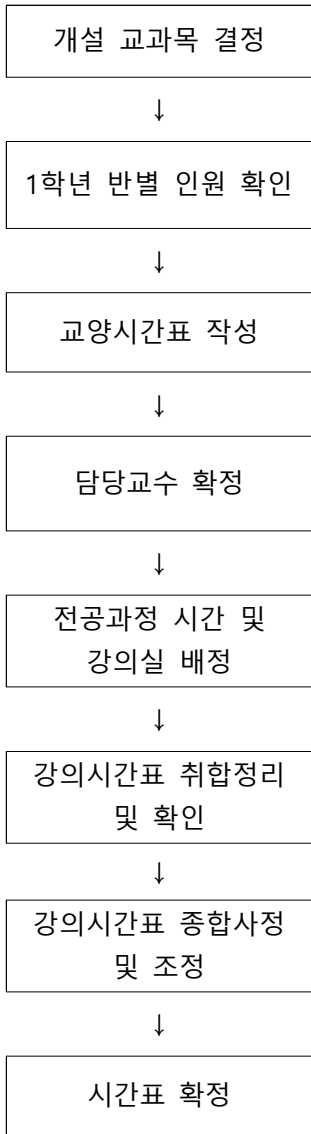 개설 교과목 결정
↓
1학년 반별 인원 확인
↓
교양시간표 작성
↓
담당교수 확정
↓
전공과정 시간 및
강의실 배정
↓
강의시간표 취합정리
및 확인
↓
강의시간표 종합사정
및 조정
↓
시간표 확정